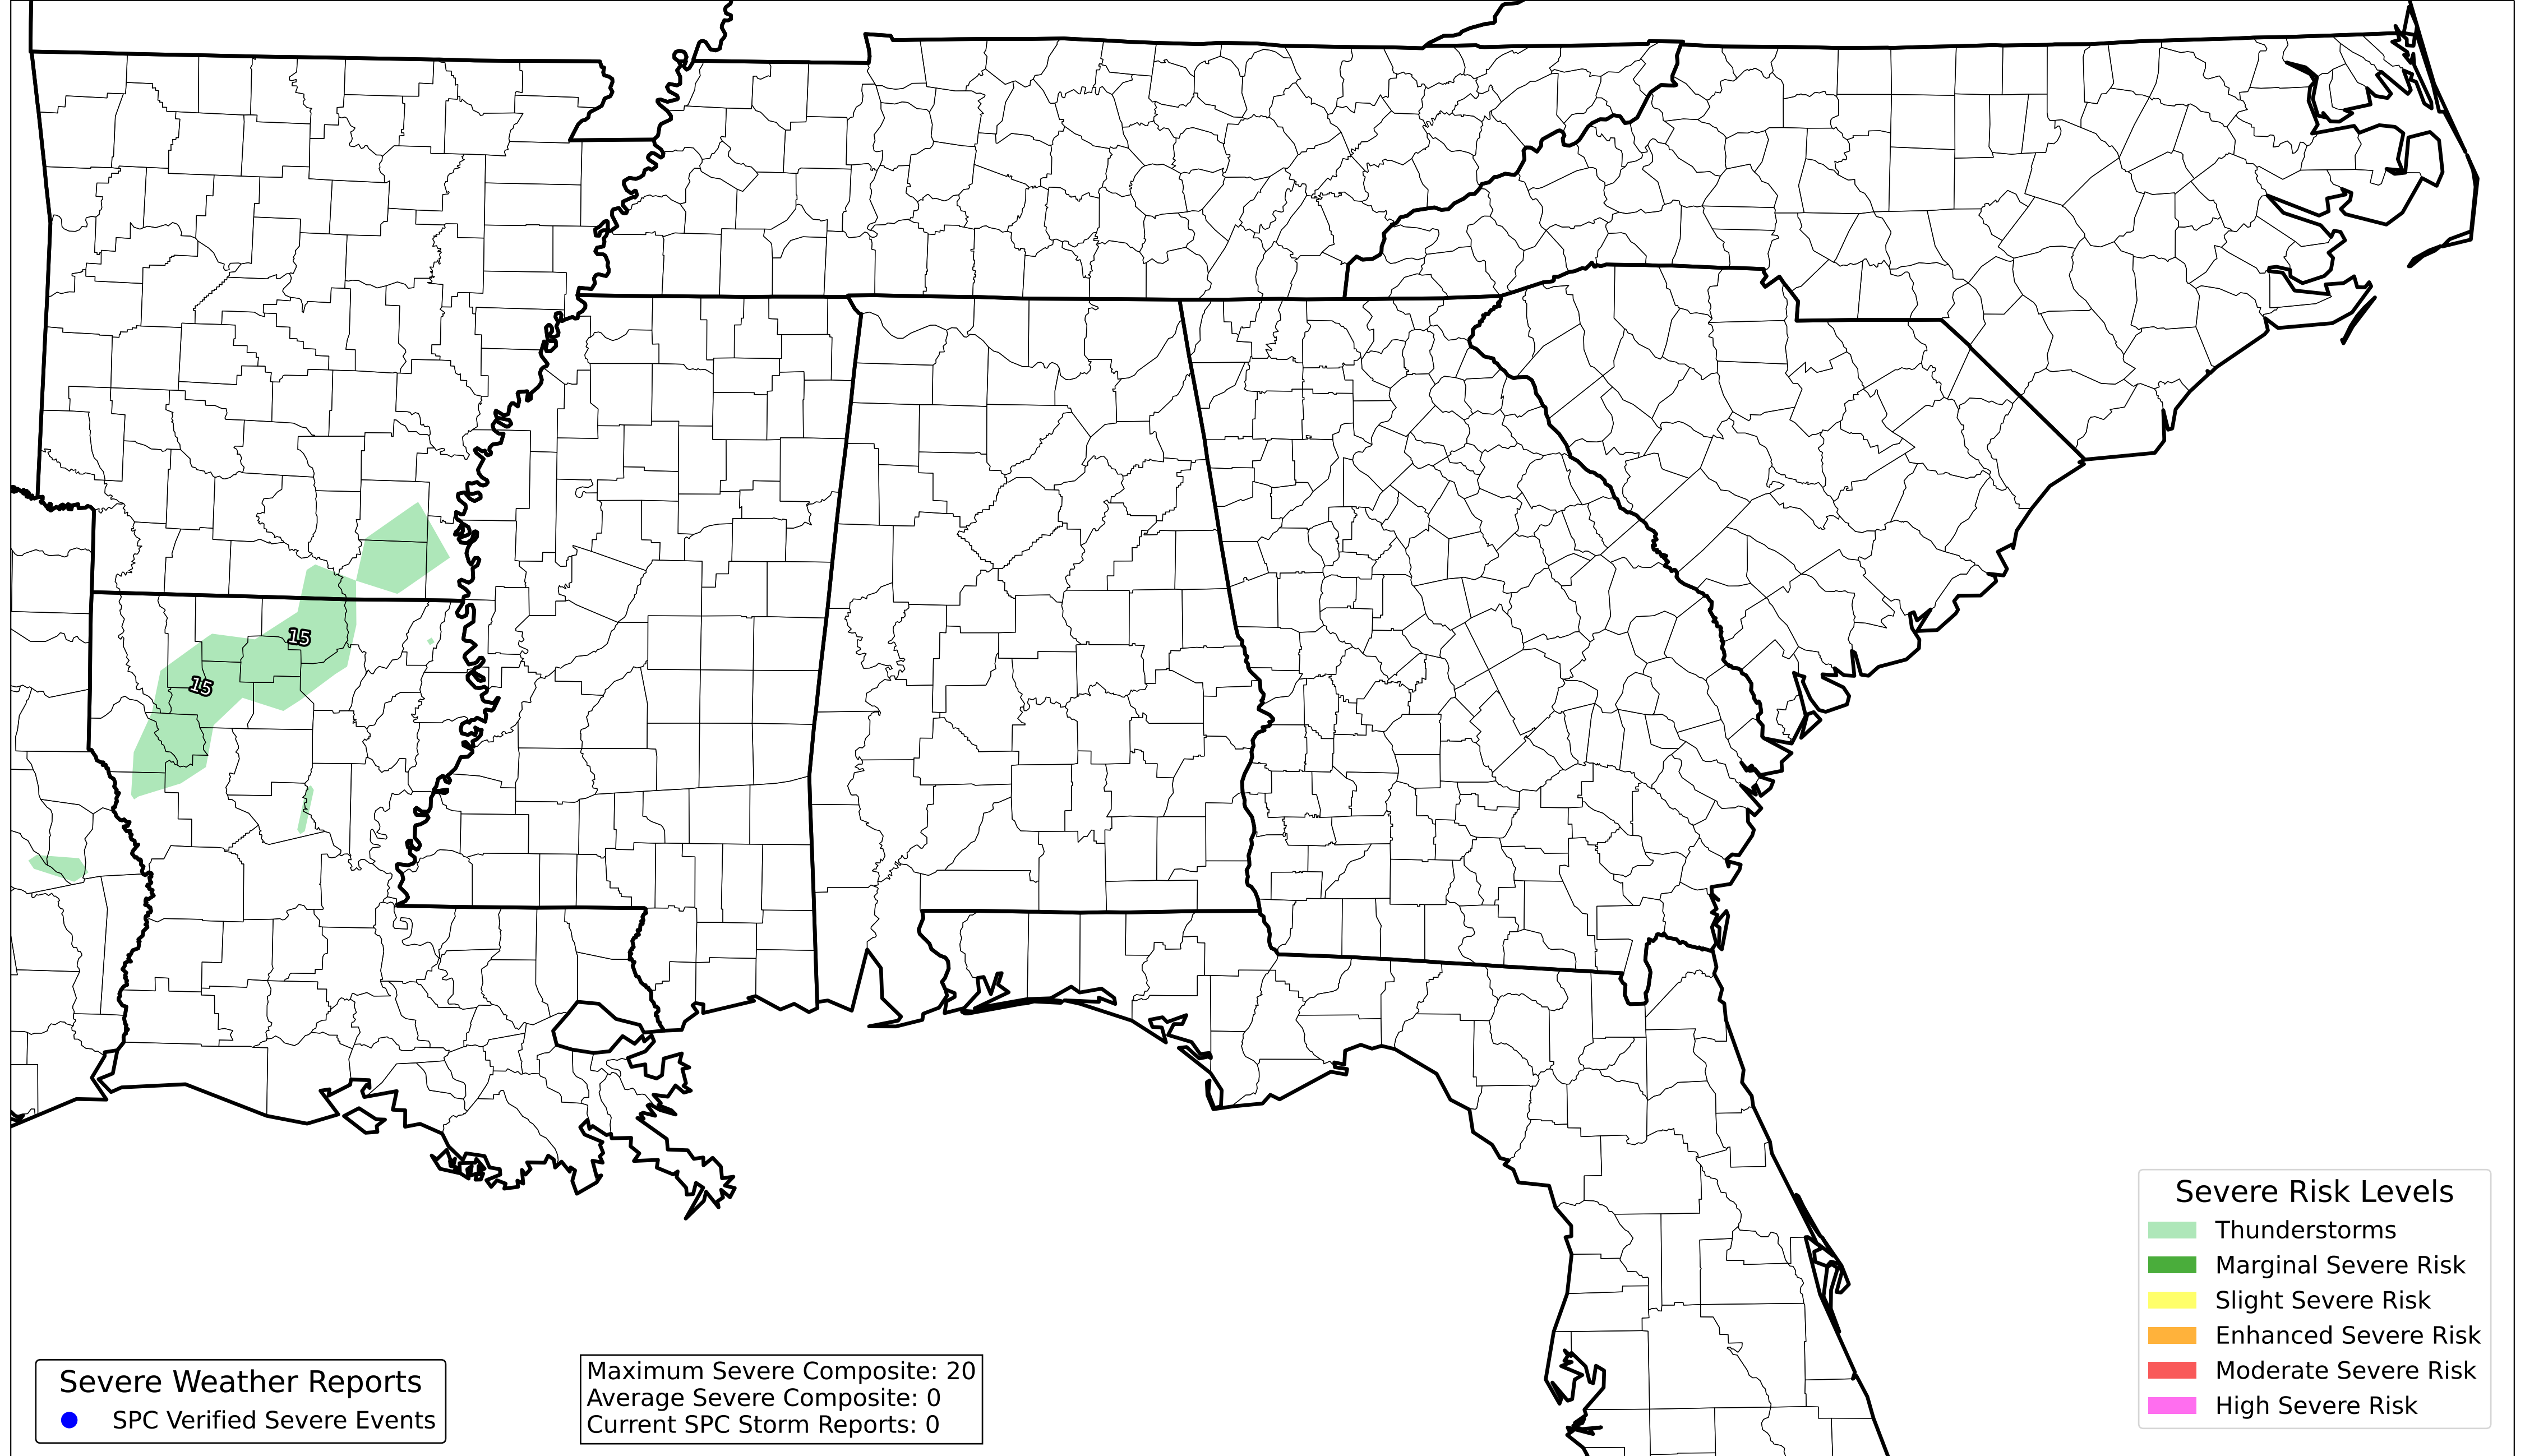 15
15
Severe Risk Levels
Thunderstorms
Marginal Severe Risk
Slight Severe Risk
Enhanced Severe Risk
Moderate Severe Risk
High Severe Risk
Severe Weather Reports
SPC Verified Severe Events
Maximum Severe Composite: 20
Average Severe Composite: 0
Current SPC Storm Reports: 0